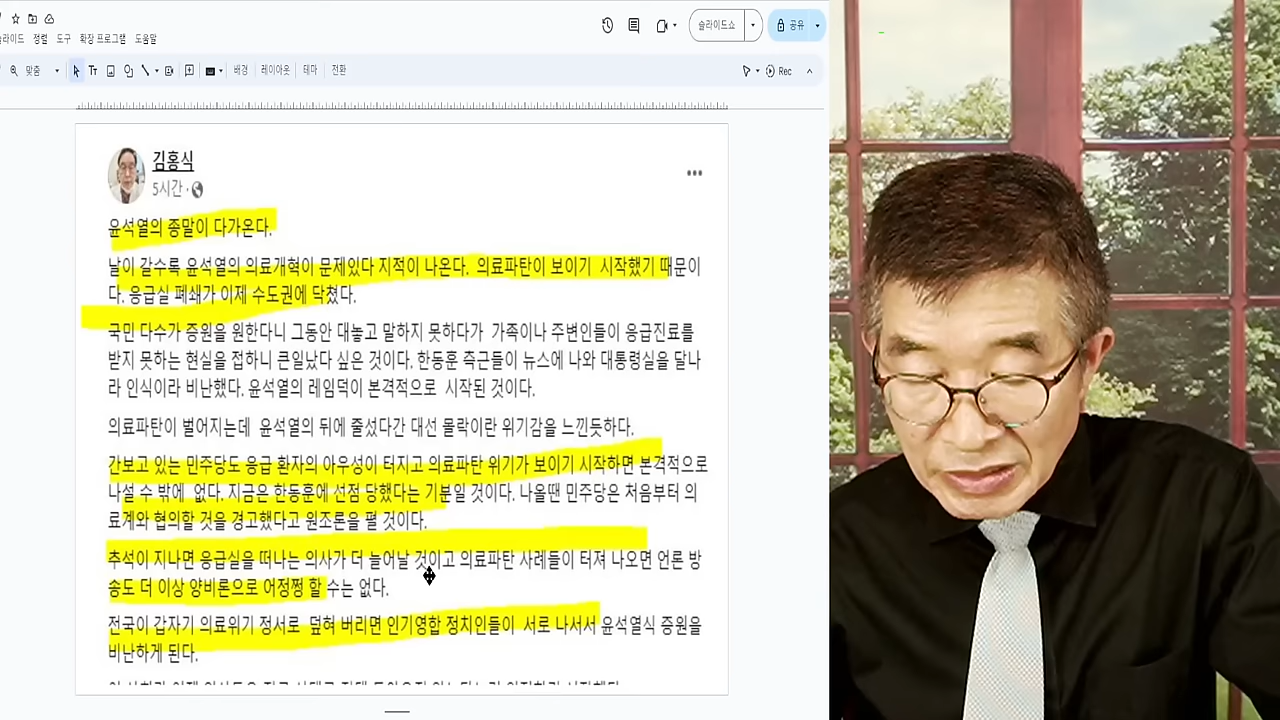 라이드 정렬 도구 확장 프로그램 도움말
슬라이드쇼
공유
맞춤
Tт
배경 레이아웃 테마 전환
Rec
김홍식
5시간
윤석열의 종말이 다가온다.
날이 갈수록 윤석열의 의료개혁이 문제있다 지적이 나온다. 의료파탄이 보이기 시작했기 때문이
다. 응급실 폐쇄가 이제 수도권에 닥쳤다.
국민 다수가 증원을 원한다니 그동안 대놓고 말하지 못하다가 가족이나 주변인들이 응급진료를
받지 못하는 현실을 접하니 큰일났다 싶은 것이다. 한동훈 측근들이 뉴스에 나와 대통령실을 달나
라 인식이라 비난했다. 윤석열의 레임덕이 본격적으로 시작된 것이다.
의료파탄이 벌어지는데 윤석열의 뒤에 줄섰다간 대선 몰락이란 위기감을 느낀듯하다.
간보고 있는 민주당도 응급 환자의 아우성이 터지고 의료파탄 위기가 보이기 시작하면 본격적으로
나설 수 밖에 없다. 지금은 한동훈에 선점 당했다는 기분일 것이다. 나올땐 민주당은 처음부터 의
료계와 협의할 것을 경고했다고 원조론을 펼 것이다.
추석이 지나면 응급실을 떠나는 의사가 더 늘어날 것이고 의료파탄 사례들이 터져 나오면 언론 방
송도 더 이상 양비론으로 어정쩡 할 수는 없다.
전국이 갑자기 의료위기 정서로 덮혀 버리면 인기영합 정치인들이 서로 나서서 윤석열식 증원을
비난하게 된다.